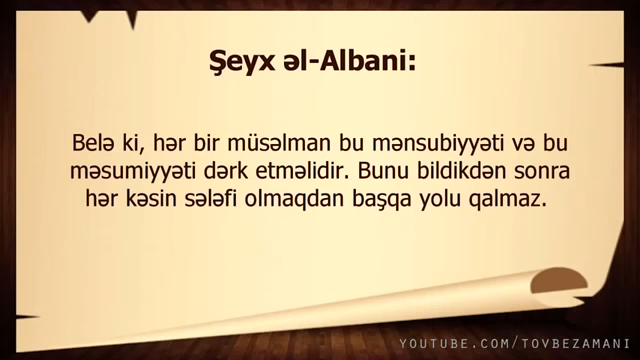 Şeyx əl-Albani:
Belə ki, hər bir müsəlman bu mənsubiyyəti və bu
məsumiyyəti dərk etməlidir. Bunu bildikdən sonra
hər kəsin sələfi olmaqdan başqa yolu qalmaz.
YOUTUBE.COM/TOVBEZAMANI